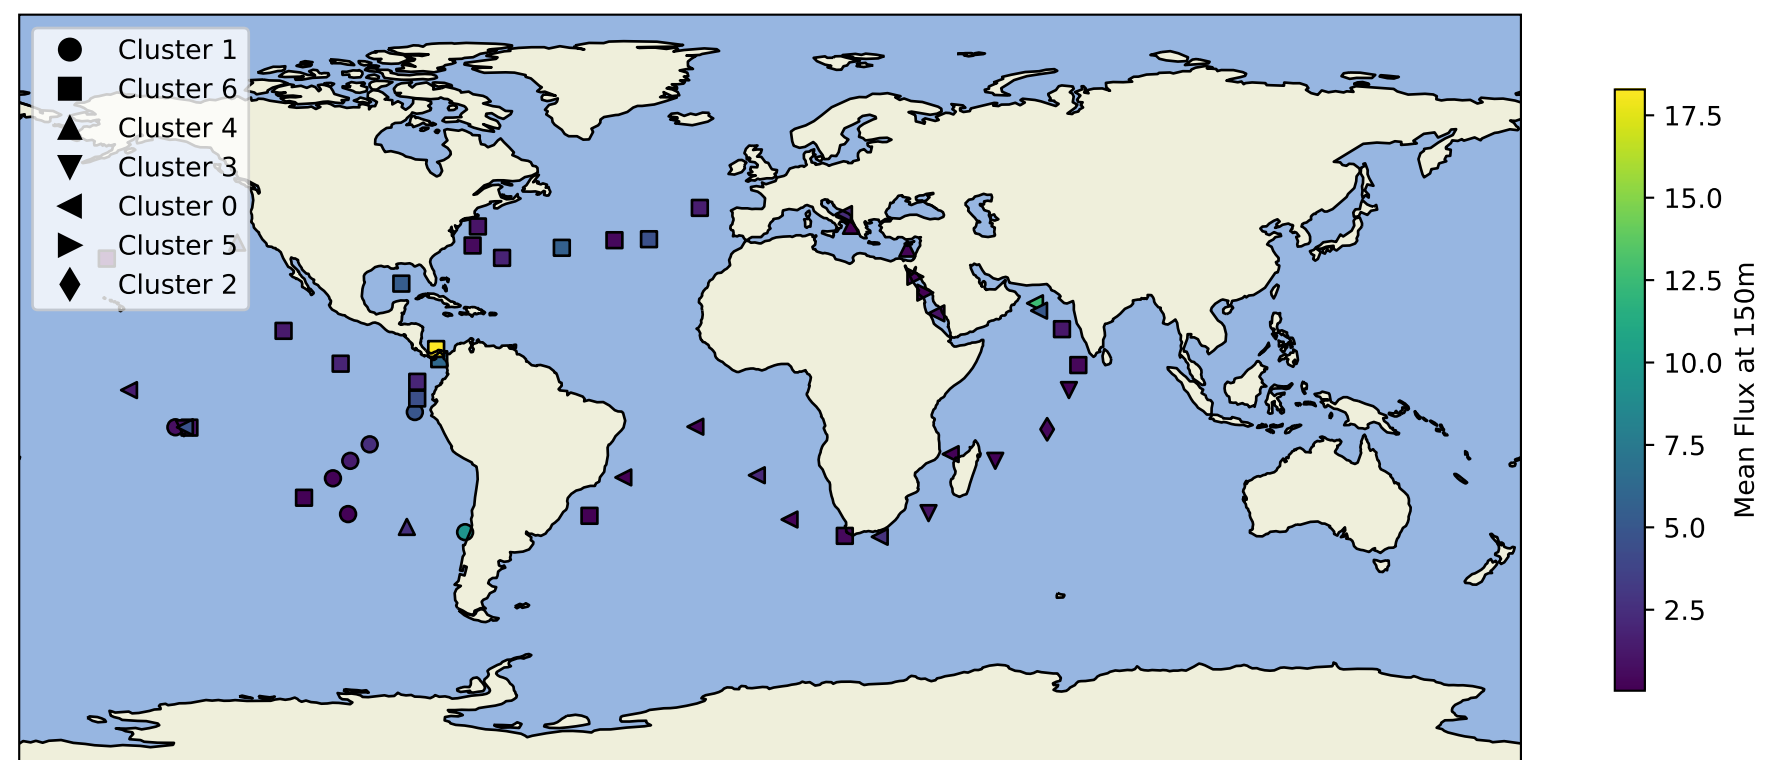 Cluster 1
Cluster 6
Cluster 4
Cluster 3
Cluster 0
Cluster 5
Cluster 2
17.5
15.0
12.5
10.0
7.5
5.0
2.5
Mean Flux at 150m